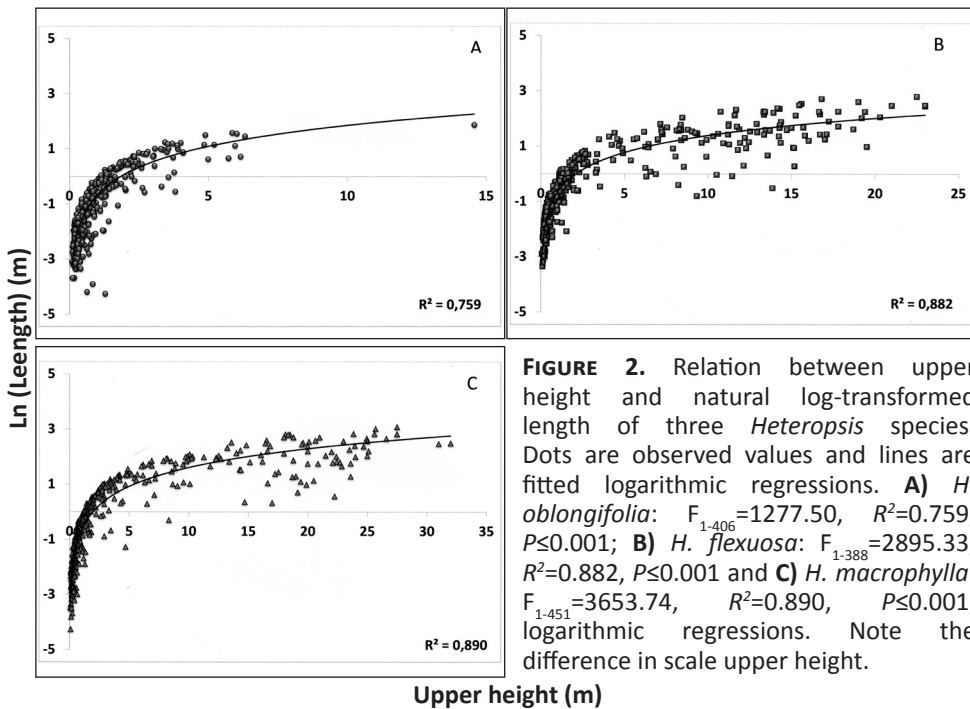 5
A
3
1
0
5
10
15
-1
-3
-5
R² = 0,759
5
B
3
1
0
5
10
15
20
25
-1
-3
-5
R² = 0,882
Ln (Leength) (m)
5
C
3
1
0
5
10
15
20
25
30
35
-1
-3
-5
R² = 0,890
Upper height (m)
FIGURE 2. Relation between upper
height and natural log-transformed
length of three Heteropsis species
Dots are observed values and lines are
fitted logarithmic regressions. A) H
oblongifolia: F1-406=1277.50, R²=0.759
P≤0.001; B) H. flexuosa: F1-388=2895.33
R²=0.882, P≤0.001 and C) H. macrophylla
F1-451=3653.74, R²=0.890, P≤0.001
logarithmic regressions. Note the
difference in scale upper height.